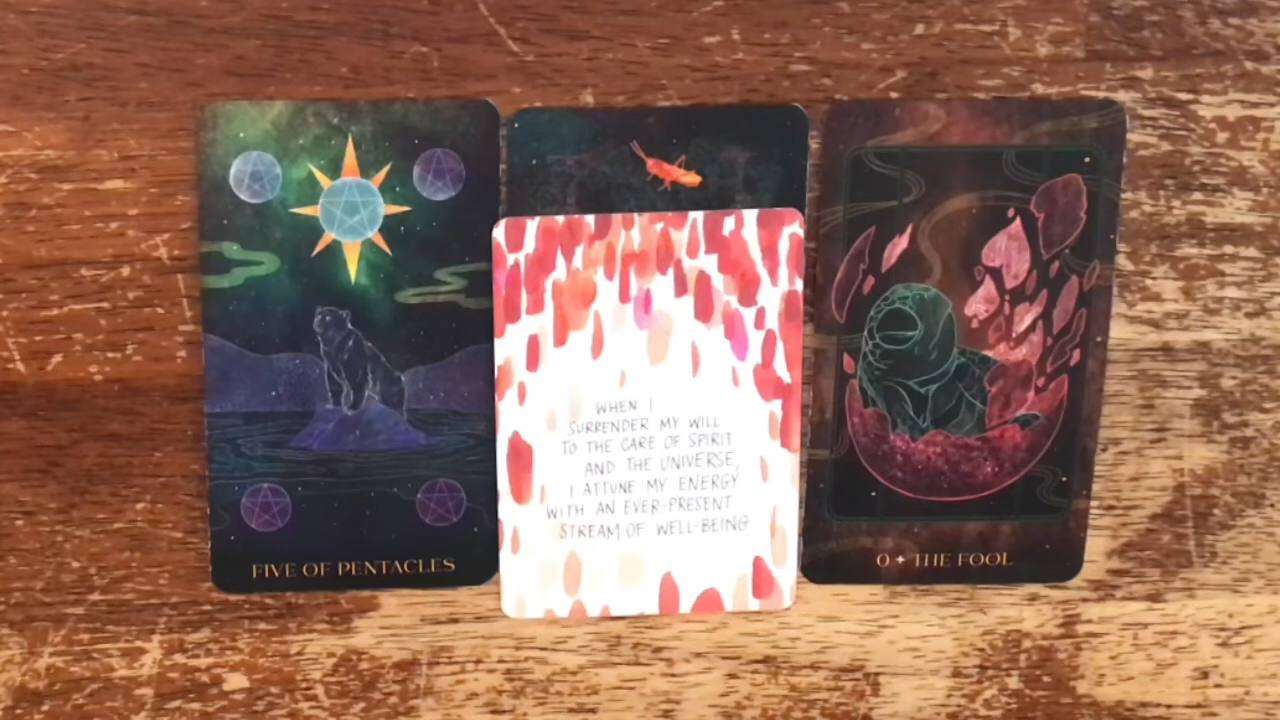 FIVE OF PENTACLES
WHEN I
SURRENDER MY WILL
TO THE CARE OF SPIRIT
AND THE UNIVERSE,
I ATTUNE MY ENERGY
WITH AN EVER-PRESENT
STREAM OF WELL-BEING
0 ✦ THE FOOL